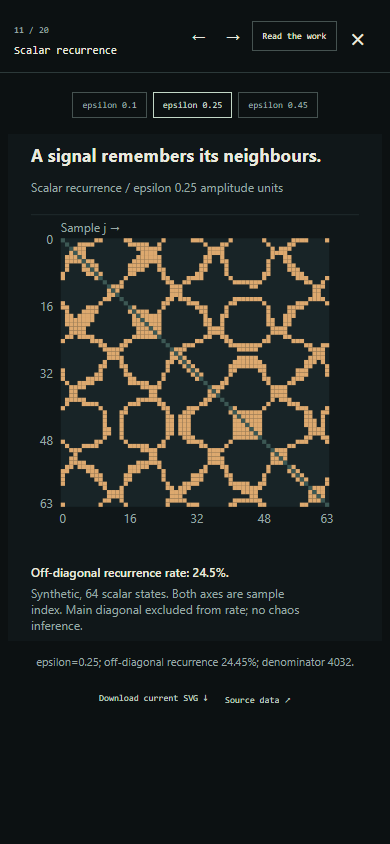 11 / 20
Scalar recurrence
← → Read the work ✕
epsilon 0.1 epsilon 0.25 epsilon 0.45
A signal remembers its neighbours.
Scalar recurrence / epsilon 0.25 amplitude units
Sample j →
0
16
32
48
63
0 16 32 48 63
Off-diagonal recurrence rate: 24.5%.
Synthetic, 64 scalar states. Both axes are sample
index. Main diagonal excluded from rate; no chaos
inference.
epsilon=0.25; off-diagonal recurrence 24.45%; denominator 4032.
Download current SVG ↓ Source data ↗